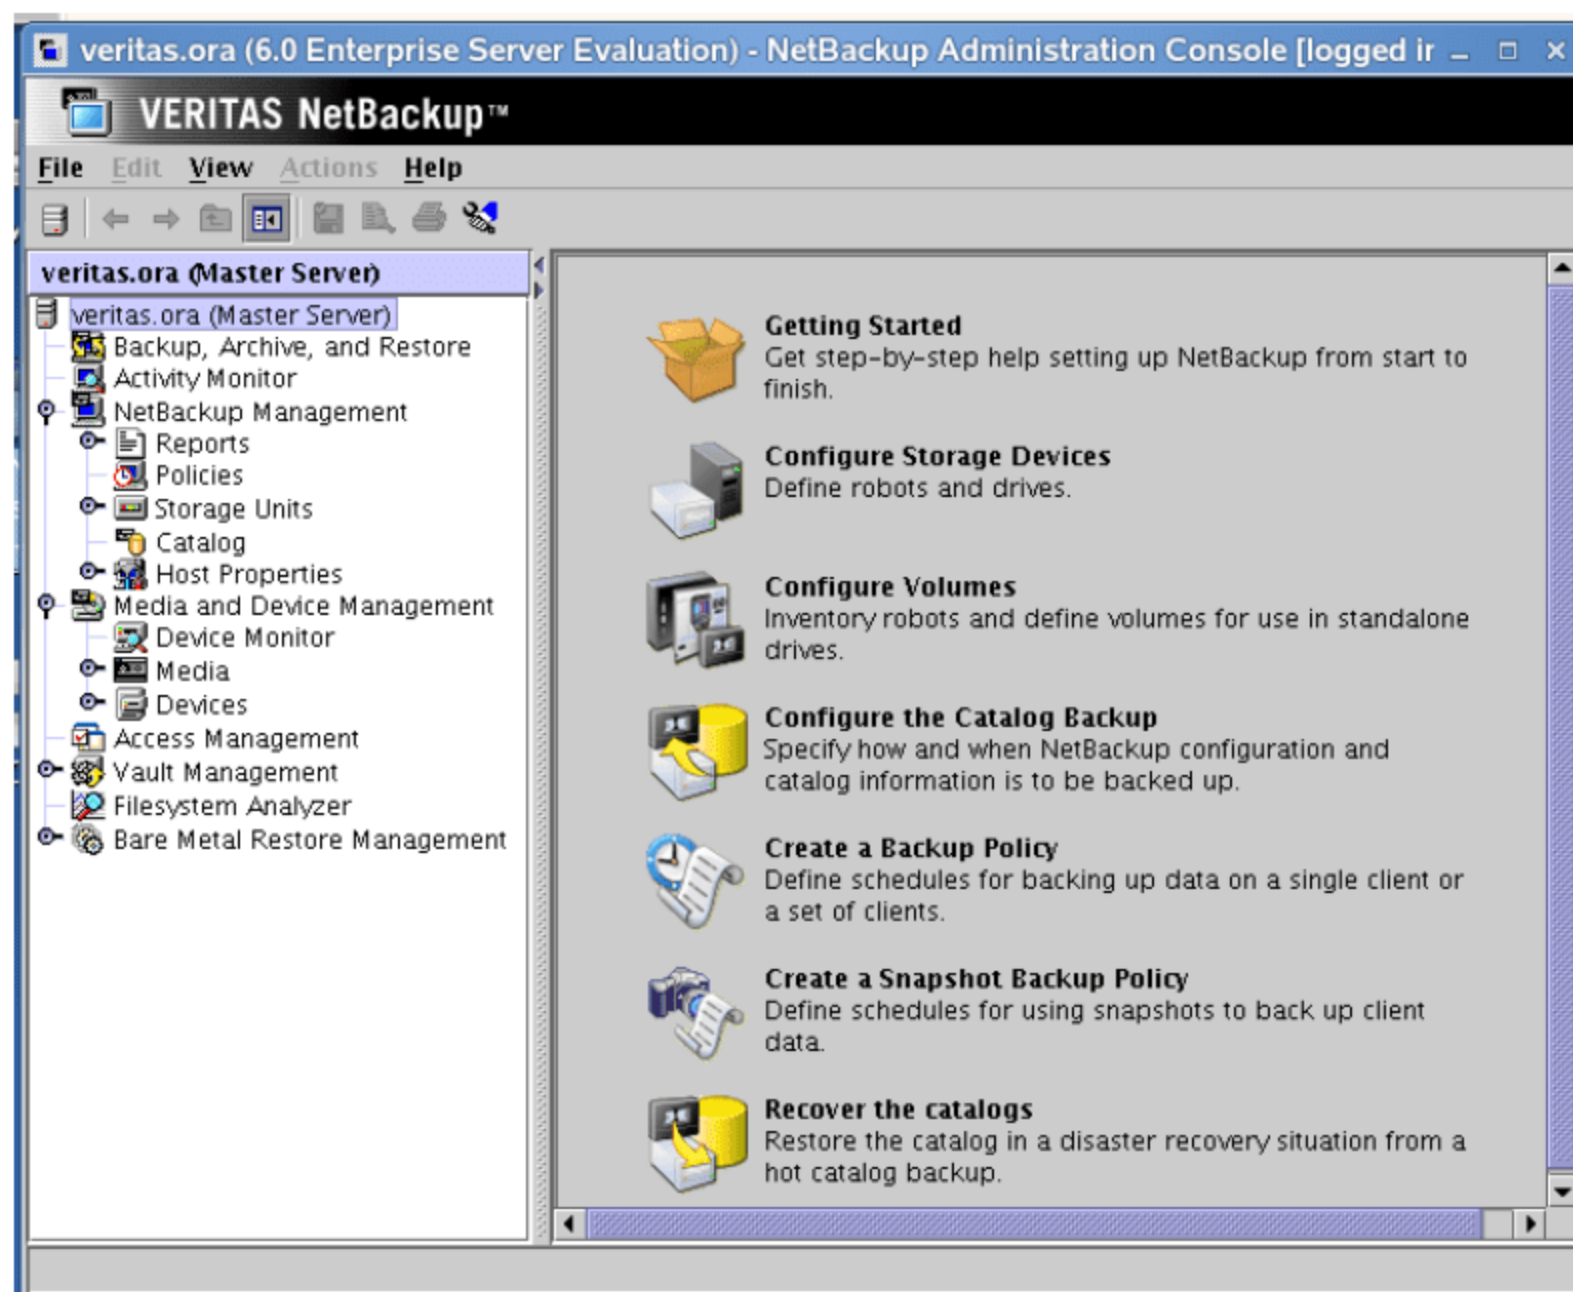 veritas.ora (6.0 Enterprise Server Evaluation) - NetBackup Administration Console [logged ir
VERITAS NetBackup™
File Edit View Actions Help
veritas.ora (Master Server)
veritas.ora (Master Server)
Backup, Archive, and Restore
Activity Monitor
NetBackup Management
Reports
Policies
Storage Units
Catalog
Host Properties
Media and Device Management
Device Monitor
Media
Devices
Access Management
Vault Management
Filesystem Analyzer
Bare Metal Restore Management
Getting Started
Get step-by-step help setting up NetBackup from start to
finish.
Configure Storage Devices
Define robots and drives.
Configure Volumes
Inventory robots and define volumes for use in standalone
drives.
Configure the Catalog Backup
Specify how and when NetBackup configuration and
catalog information is to be backed up.
Create a Backup Policy
Define schedules for backing up data on a single client or
a set of clients.
Create a Snapshot Backup Policy
Define schedules for using snapshots to back up client
data.
Recover the catalogs
Restore the catalog in a disaster recovery situation from a
hot catalog backup.